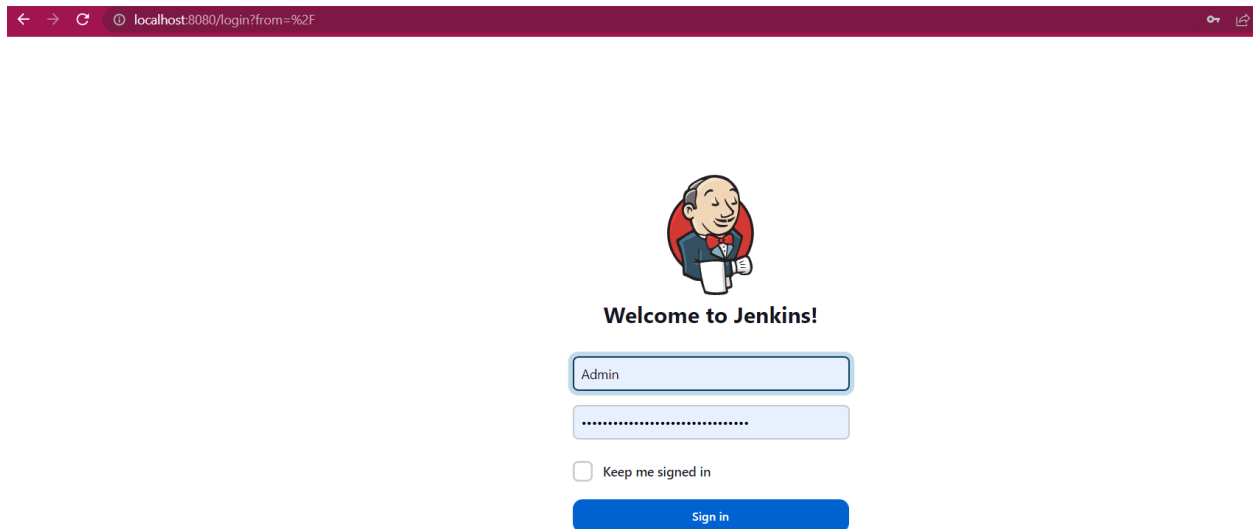 localhost:8080/login?from=%2F
Welcome to Jenkins!
Admin
••••••••••••••••••••••••••••••••
Keep me signed in
Sign in